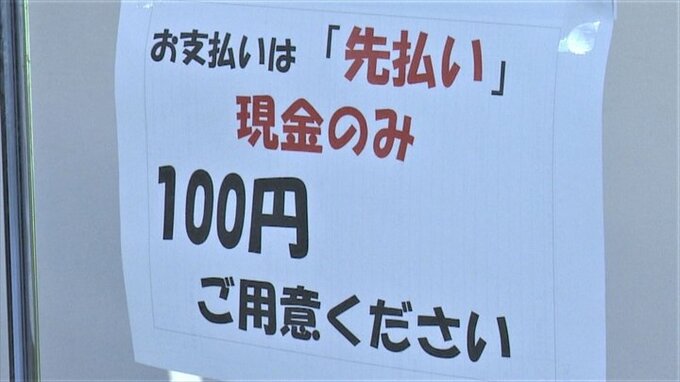 お支払いは「先払い」
現金のみ
100円
ご用意ください